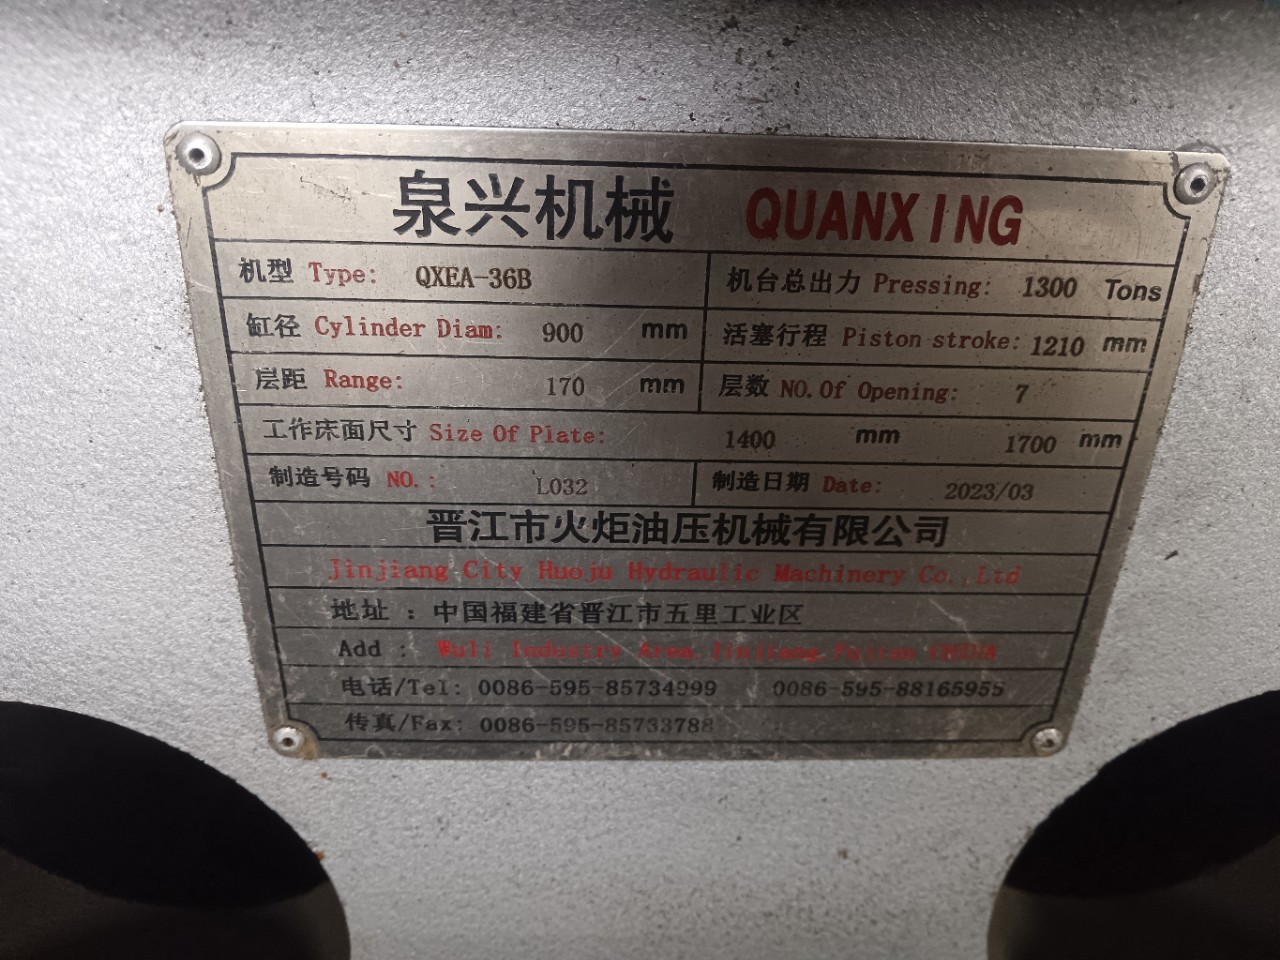 泉兴机械 QUANXING
机型 Type: QXEA-36B 机台总出力 Pressing: 1300 Tons
缸径 Cylinder Diam: 900 mm 活塞行程 Piston stroke: 1210 mm
层距 Range: 170 mm 层数 NO.Of Opening: 7
工作床面尺寸 Size Of Plate: 1400 mm 1700 mm
制造号码 NO.: L032 制造日期 Date: 2023/03
晋江市火炬油压机械有限公司
Jinjiang City Huoju Hydraulic Machinery Co.,Ltd
地址：中国福建省晋江市五里工业区
Add : Wuli Industry Area,Jinjiang,Fujian CHINA
电话/Tel: 0086-595-85734999 0086-595-88165955
传真/Fax: 0086-595-85733788